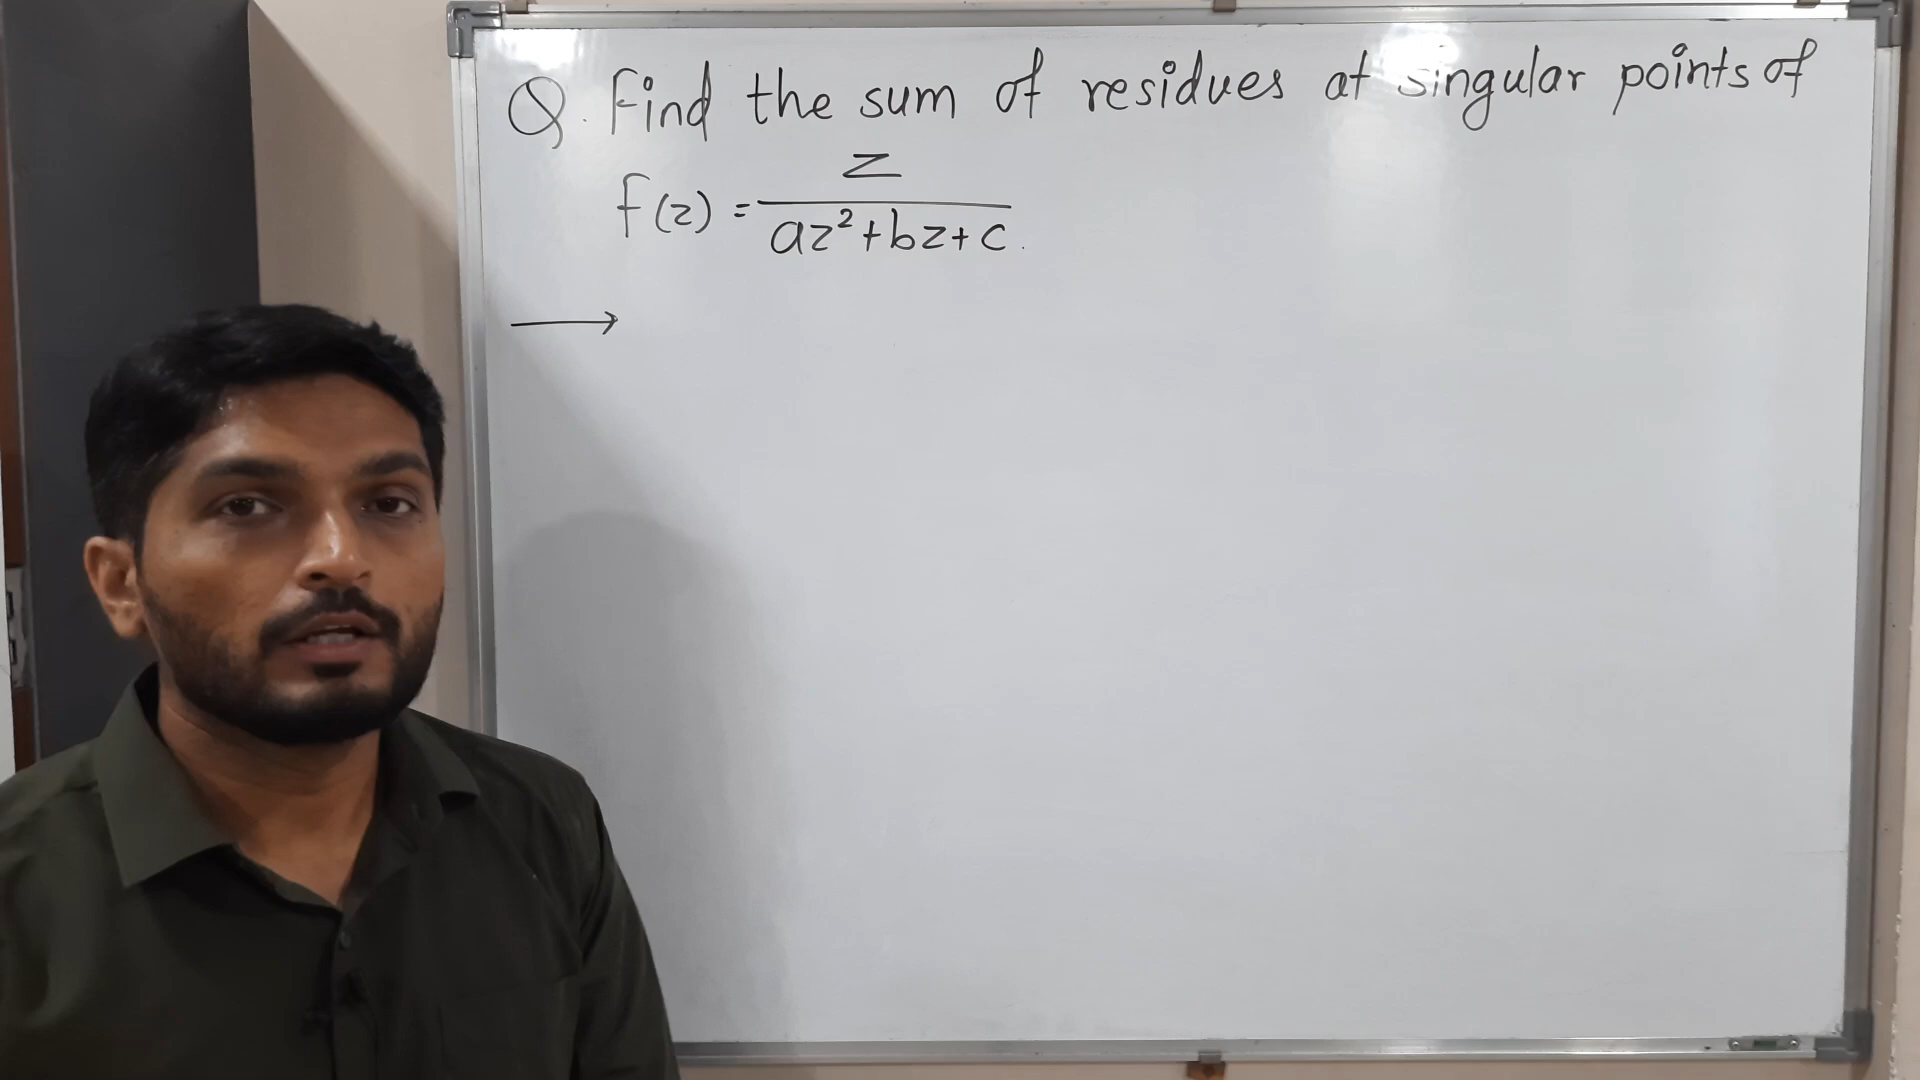 Q. Find the sum of residues at singular points of
f(z) = z / az² + bz + c.
→